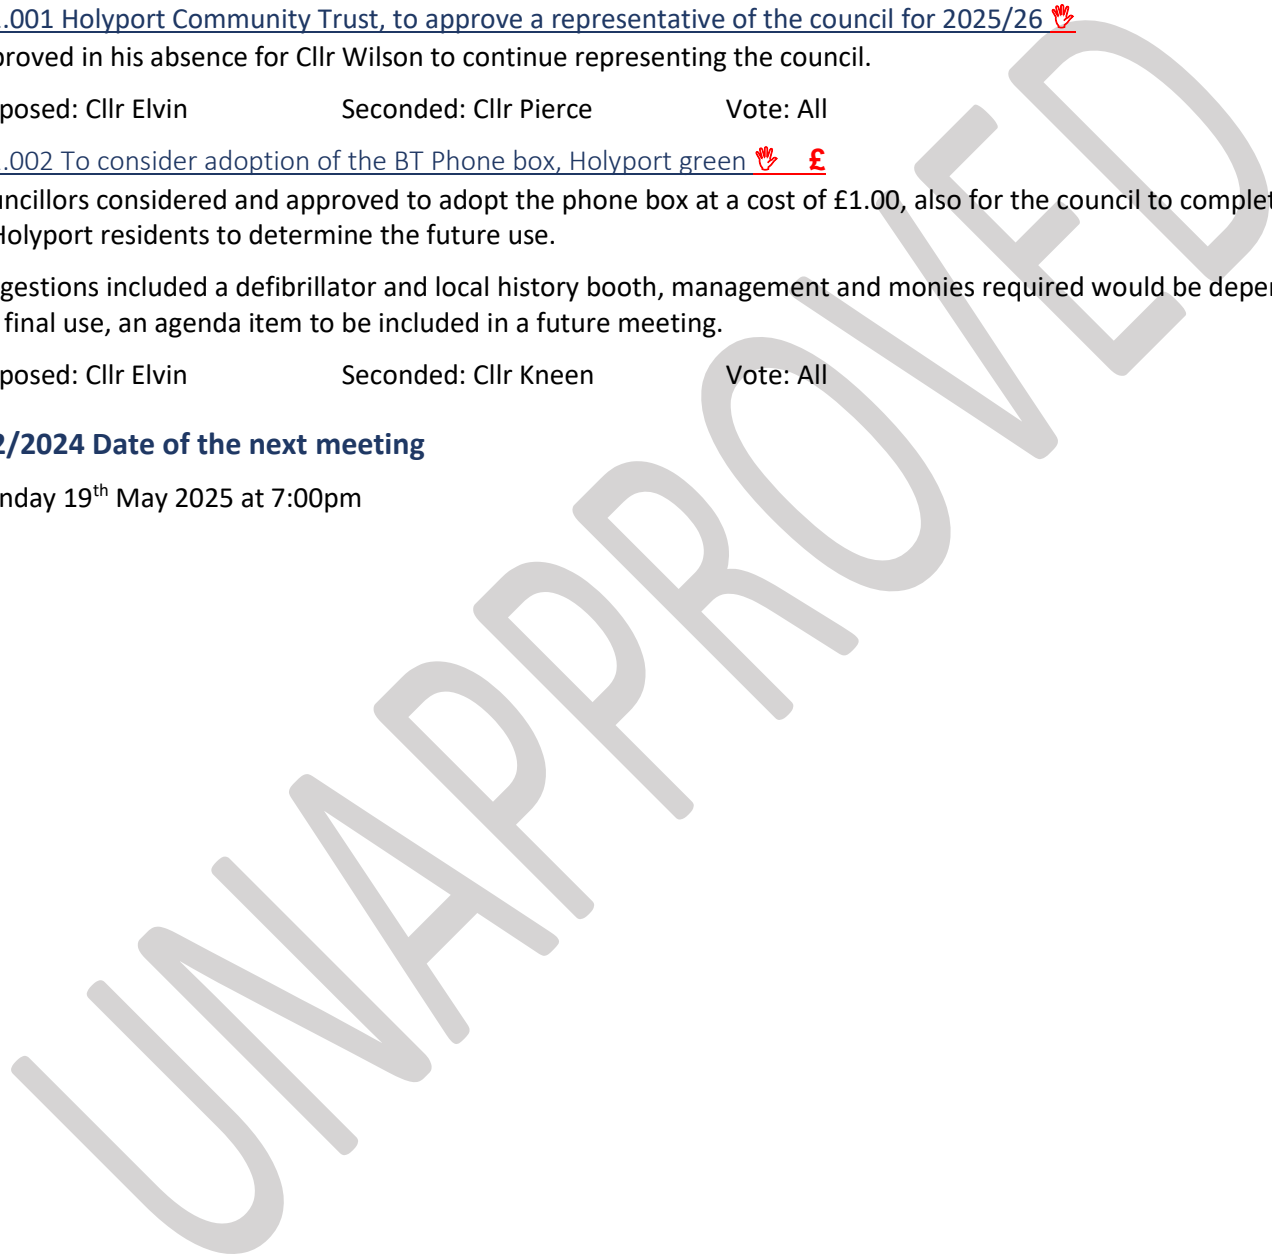 .001 Holyport Community Trust, to approve a representative of the council for 2025/26
proved in his absence for Cllr Wilson to continue representing the council.
posed: Cllr Elvin Seconded: Cllr Pierce Vote: All
.002 To consider adoption of the BT Phone box, Holyport green £
uncillors considered and approved to adopt the phone box at a cost of £1.00, also for the council to complet
Holyport residents to determine the future use.
gestions included a defibrillator and local history booth, management and monies required would be depen
final use, an agenda item to be included in a future meeting.
posed: Cllr Elvin Seconded: Cllr Kneen Vote: All
2/2024 Date of the next meeting
nday 19th May 2025 at 7:00pm
UNAPPROVED